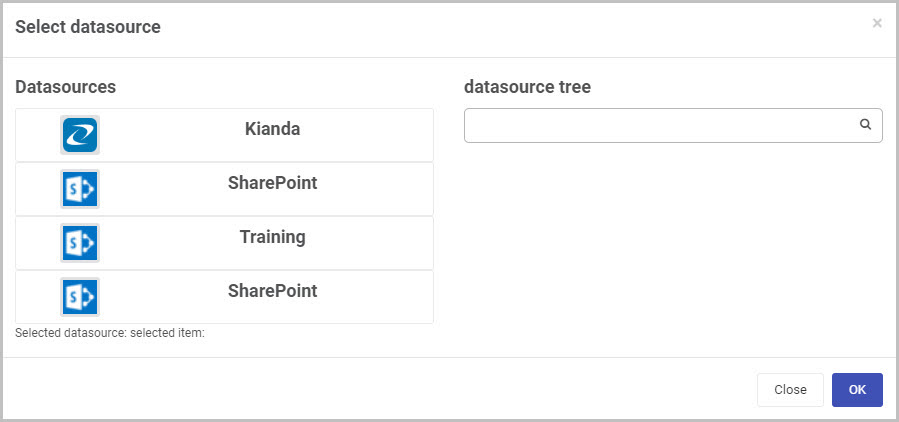 Select datasource
×
Datasources
datasource tree
Kianda
SharePoint
Training
SharePoint
Selected datasource: selected item:
Close
OK